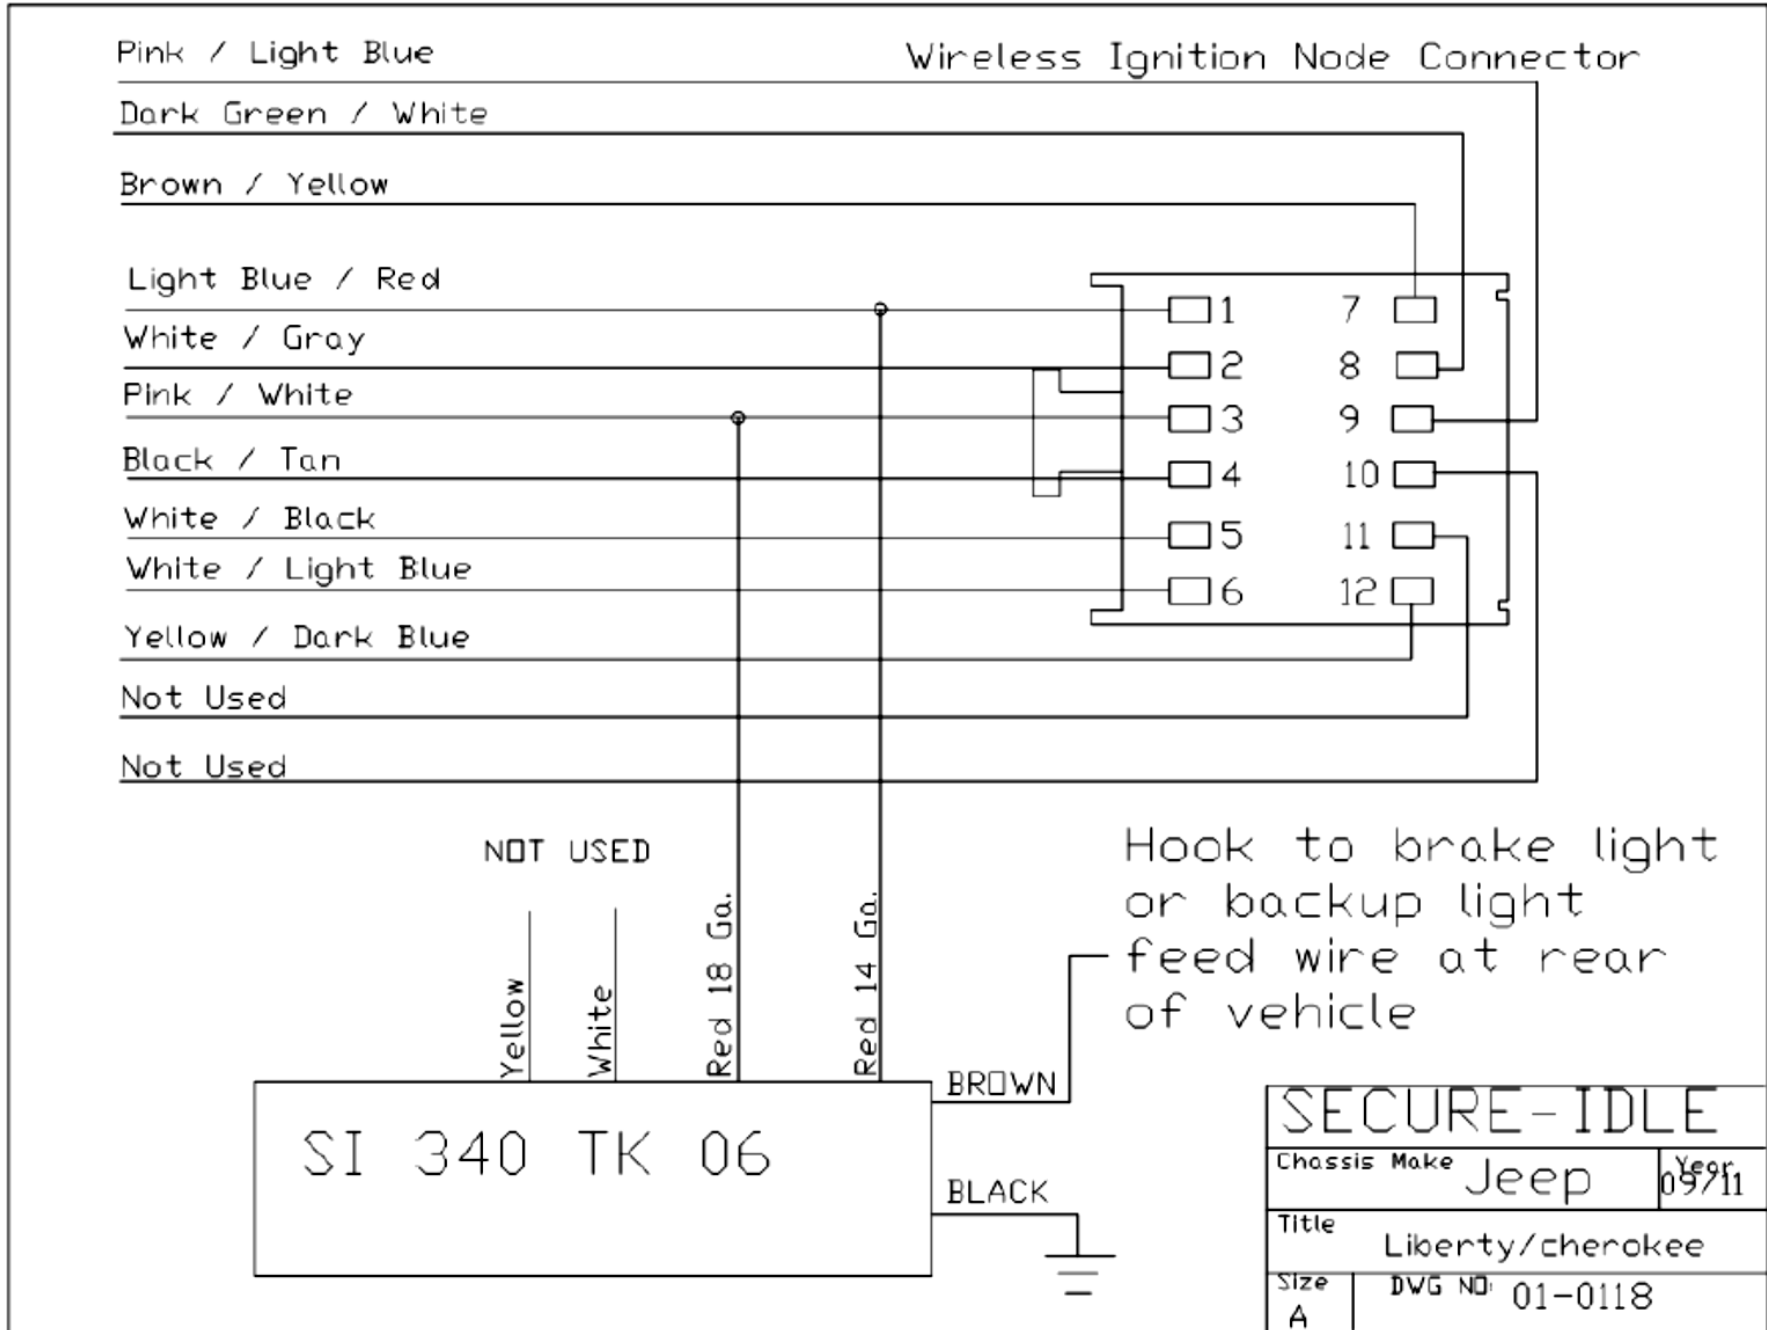 Pink / Light Blue
Wireless Ignition Node Connector
Dark Green / White
Brown / Yellow
Light Blue / Red
1
7
White / Gray
2
8
Pink / White
3
9
Black / Tan
4
10
White / Black
5
11
White / Light Blue
6
12
Yellow / Dark Blue
Not Used
Not Used
NOT USED
Hook to brake light
or backup light
feed wire at rear
of vehicle
Yellow
White
Red 18 Ga.
Red 14 Ga.
BROWN
SI 340 TK 06
BLACK
SECURE-IDLE
Chassis Make Jeep
Year 09/11
Title
Liberty/cherokee
Size
A
DWG NO: 01-0118